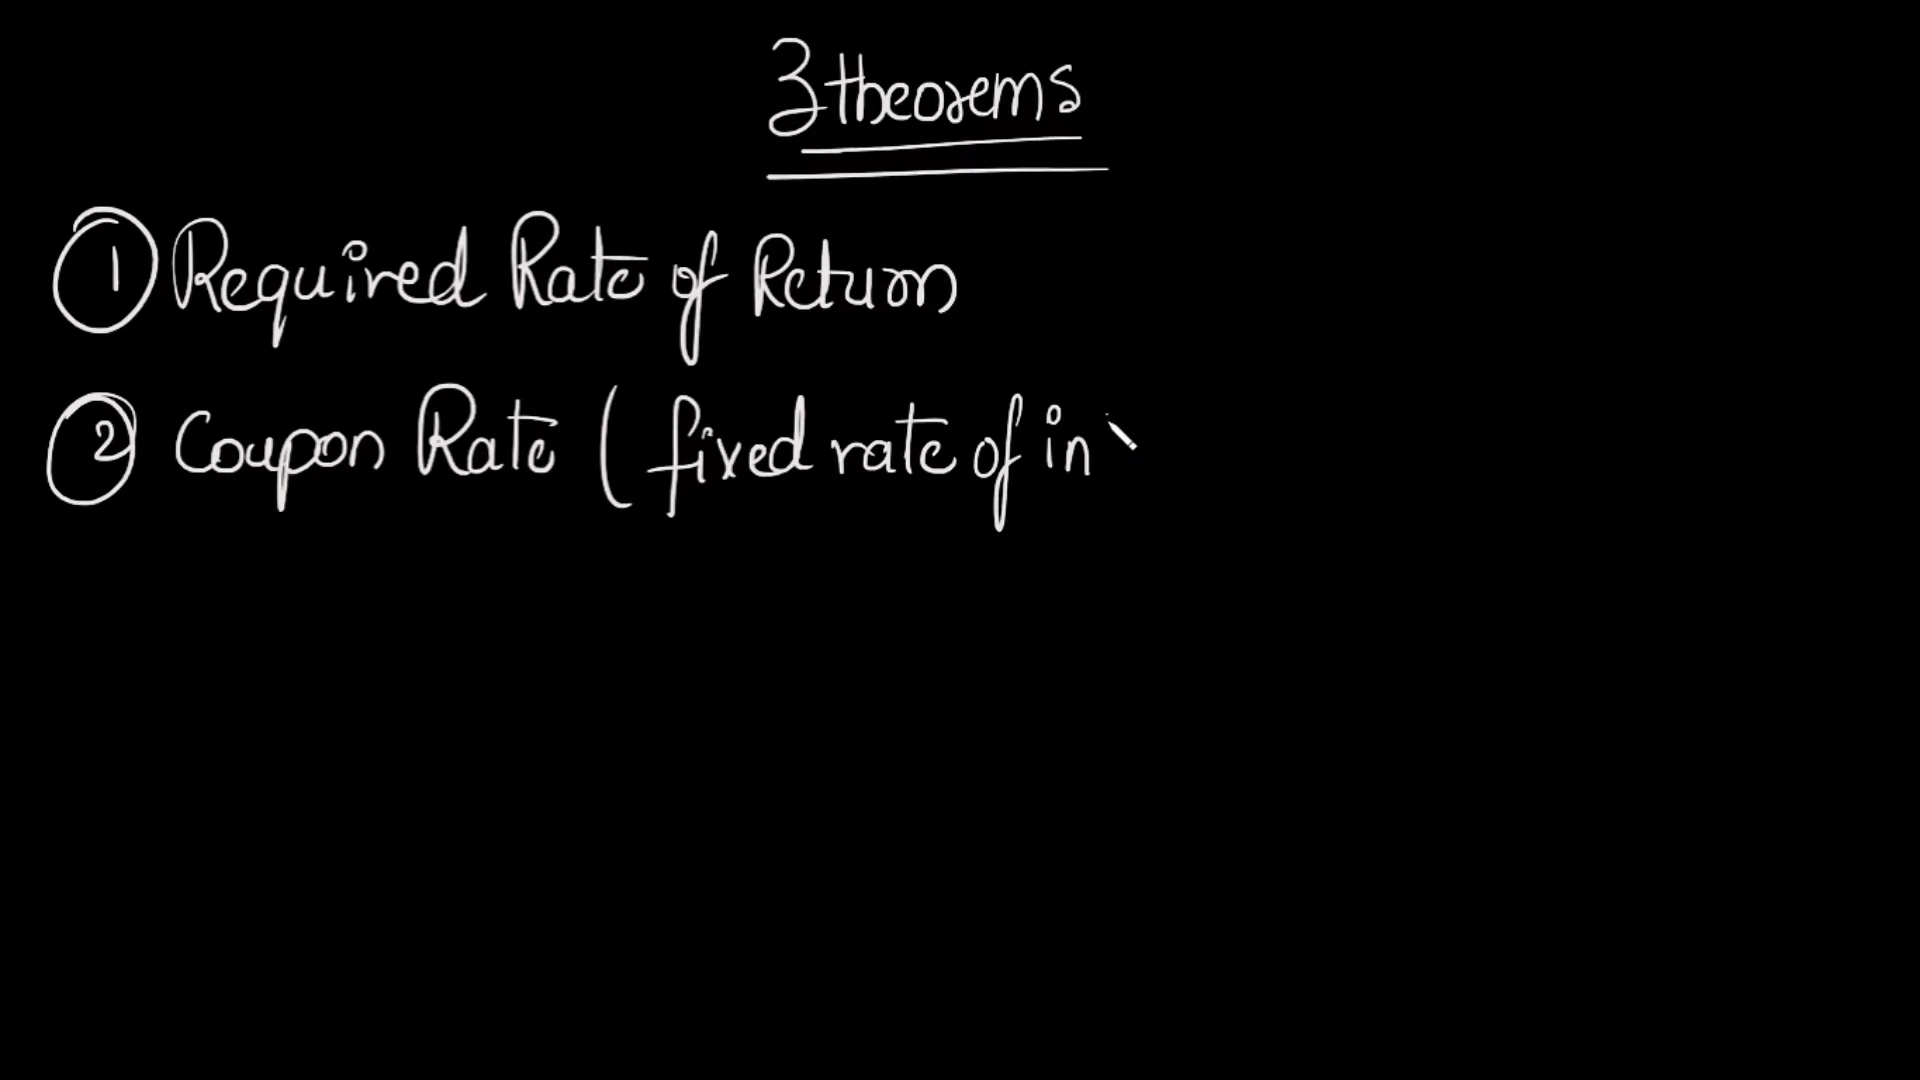 3 theorems
① Required Rate of Return
② Coupon Rate ( fixed rate of in